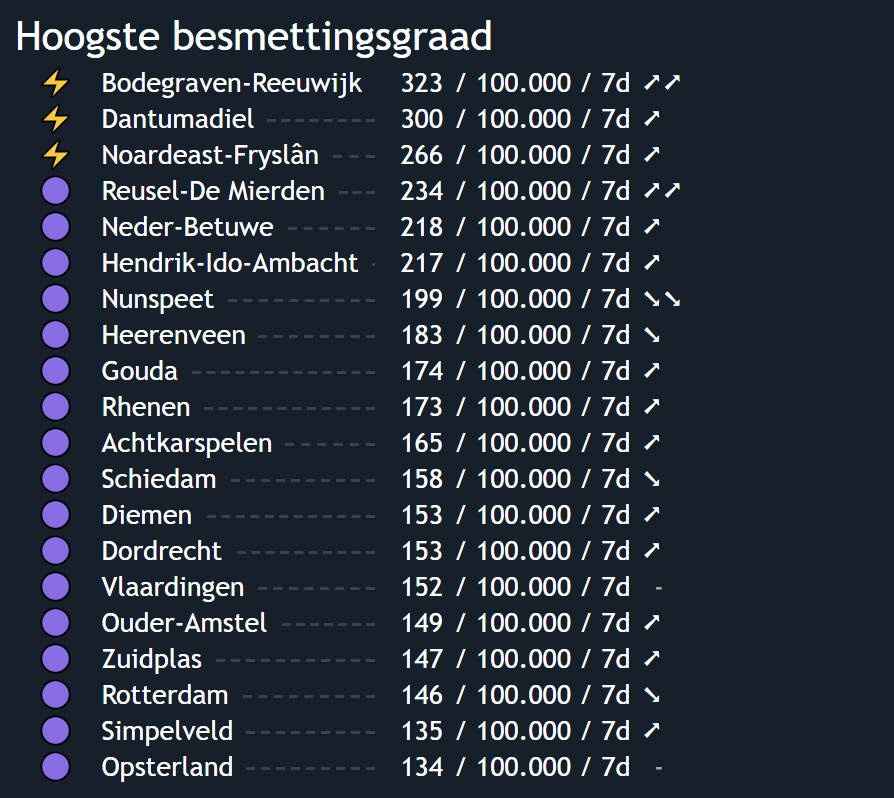 Hoogste besmettingsgraad
⚡ Bodegraven-Reeuwijk 323 / 100.000 / 7d ➚➚
⚡ Dantumadiel -------- 300 / 100.000 / 7d ➚
⚡ Noardeast-Fryslân --- 266 / 100.000 / 7d ➚
🟣 Reusel-De Mierden --- 234 / 100.000 / 7d ➚➚
🟣 Neder-Betuwe ------ 218 / 100.000 / 7d ➚
🟣 Hendrik-Ido-Ambacht - 217 / 100.000 / 7d ➚
🟣 Nunspeet ---------- 199 / 100.000 / 7d ➘➘
🟣 Heerenveen -------- 183 / 100.000 / 7d ➘
🟣 Gouda ------------ 174 / 100.000 / 7d ➚
🟣 Rhenen ----------- 173 / 100.000 / 7d ➚
🟣 Achtkarspelen ------ 165 / 100.000 / 7d ➚
🟣 Schiedam ---------- 158 / 100.000 / 7d ➘
🟣 Diemen ----------- 153 / 100.000 / 7d ➚
🟣 Dordrecht --------- 153 / 100.000 / 7d ➚
🟣 Vlaardingen -------- 152 / 100.000 / 7d -
🟣 Ouder-Amstel ------ 149 / 100.000 / 7d ➚
🟣 Zuidplas ----------- 147 / 100.000 / 7d ➚
🟣 Rotterdam --------- 146 / 100.000 / 7d ➘
🟣 Simpelveld --------- 135 / 100.000 / 7d ➚
🟣 Opsterland --------- 134 / 100.000 / 7d -